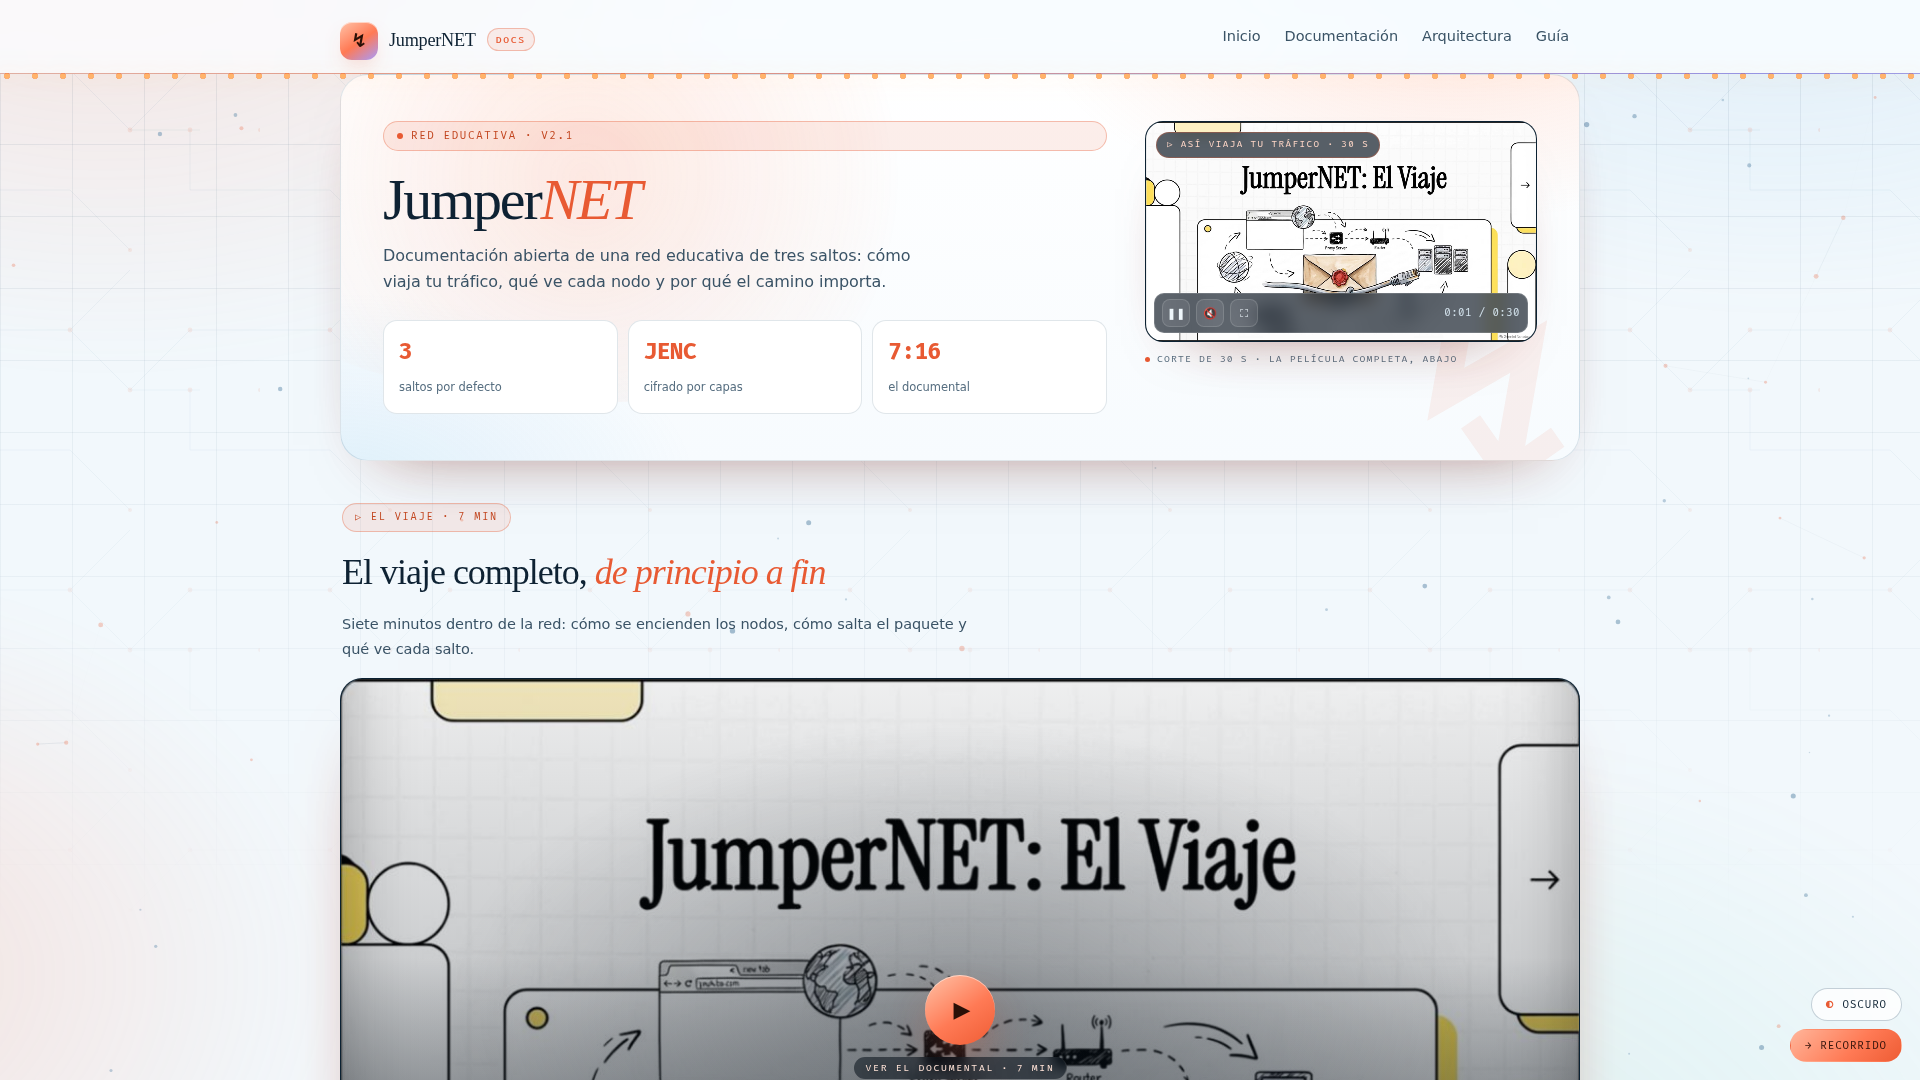 JumperNET DOCS
Inicio Documentación Arquitectura Guía
RED EDUCATIVA · V2.1
JumperNET
Documentación abierta de una red educativa de tres saltos: cómo
viaja tu tráfico, qué ve cada nodo y por qué el camino importa.
3
saltos por defecto
JENC
cifrado por capas
7:16
el documental
▷ ASÍ VIAJA TU TRÁFICO · 30 S
JumperNET: El Viaje
Proxy Server
Router
0:01 / 0:30
CORTE DE 30 S · LA PELÍCULA COMPLETA, ABAJO
▷ EL VIAJE · 7 MIN
El viaje completo, de principio a fin
Siete minutos dentro de la red: cómo se encienden los nodos, cómo salta el paquete y
qué ve cada salto.
JumperNET: El Viaje
new tab
Router
VER EL DOCUMENTAL · 7 MIN
OSCURO
→ RECORRIDO